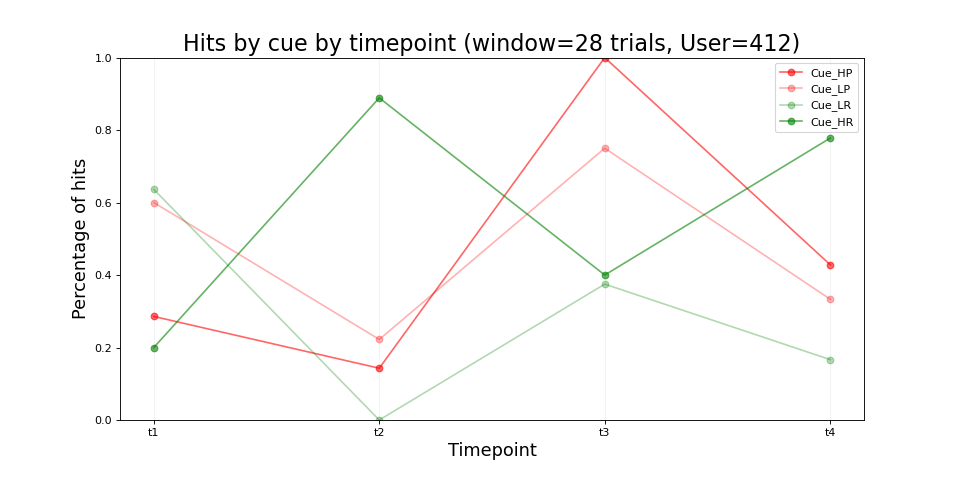 Hits by cue by timepoint (window=28 trials, User=412)
Percentage of hits
1.0
0.8
0.6
0.4
0.2
0.0
t1
t2
t3
t4
Timepoint
Cue_HP
Cue_LP
Cue_LR
Cue_HR